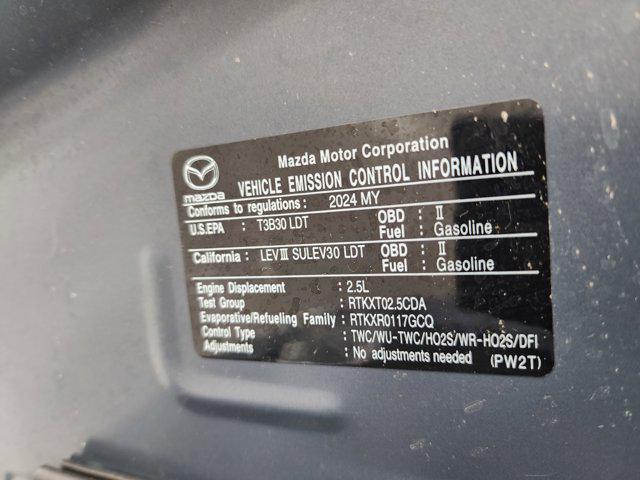 Mazda Motor Corporation
mazda VEHICLE EMISSION CONTROL INFORMATION
Conforms to regulations: 2024 MY
U.S.EPA : T3B30 LDT OBD : II
Fuel : Gasoline
California : LEVIII SULEV30 LDT OBD : II
Fuel : Gasoline
Engine Displacement : 2.5L
Test Group : RTKXT02.5CDA
Evaporative/Refueling Family : RTKXR0117GCQ
Control Type : TWC/WU-TWC/HO2S/WR-HO2S/DFI
Adjustments : No adjustments needed (PW2T)